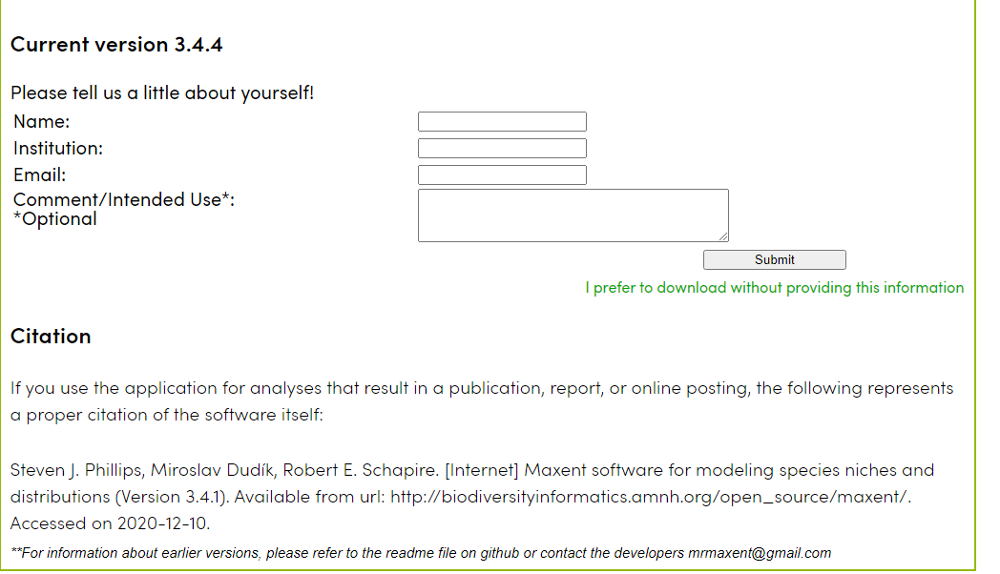 Current version 3.4.4
Please tell us a little about yourself!
Name:
Institution:
Email:
Comment/Intended Use*:
*Optional
Submit
I prefer to download without providing this information
Citation
If you use the application for analyses that result in a publication, report, or online posting, the following represents
a proper citation of the software itself:
Steven J. Phillips, Miroslav Dudík, Robert E. Schapire. [Internet] Maxent software for modeling species niches and
distributions (Version 3.4.1). Available from url: http://biodiversityinformatics.amnh.org/open_source/maxent/.
Accessed on 2020-12-10.
**For information about earlier versions, please refer to the readme file on github or contact the developers mrmaxent@gmail.com